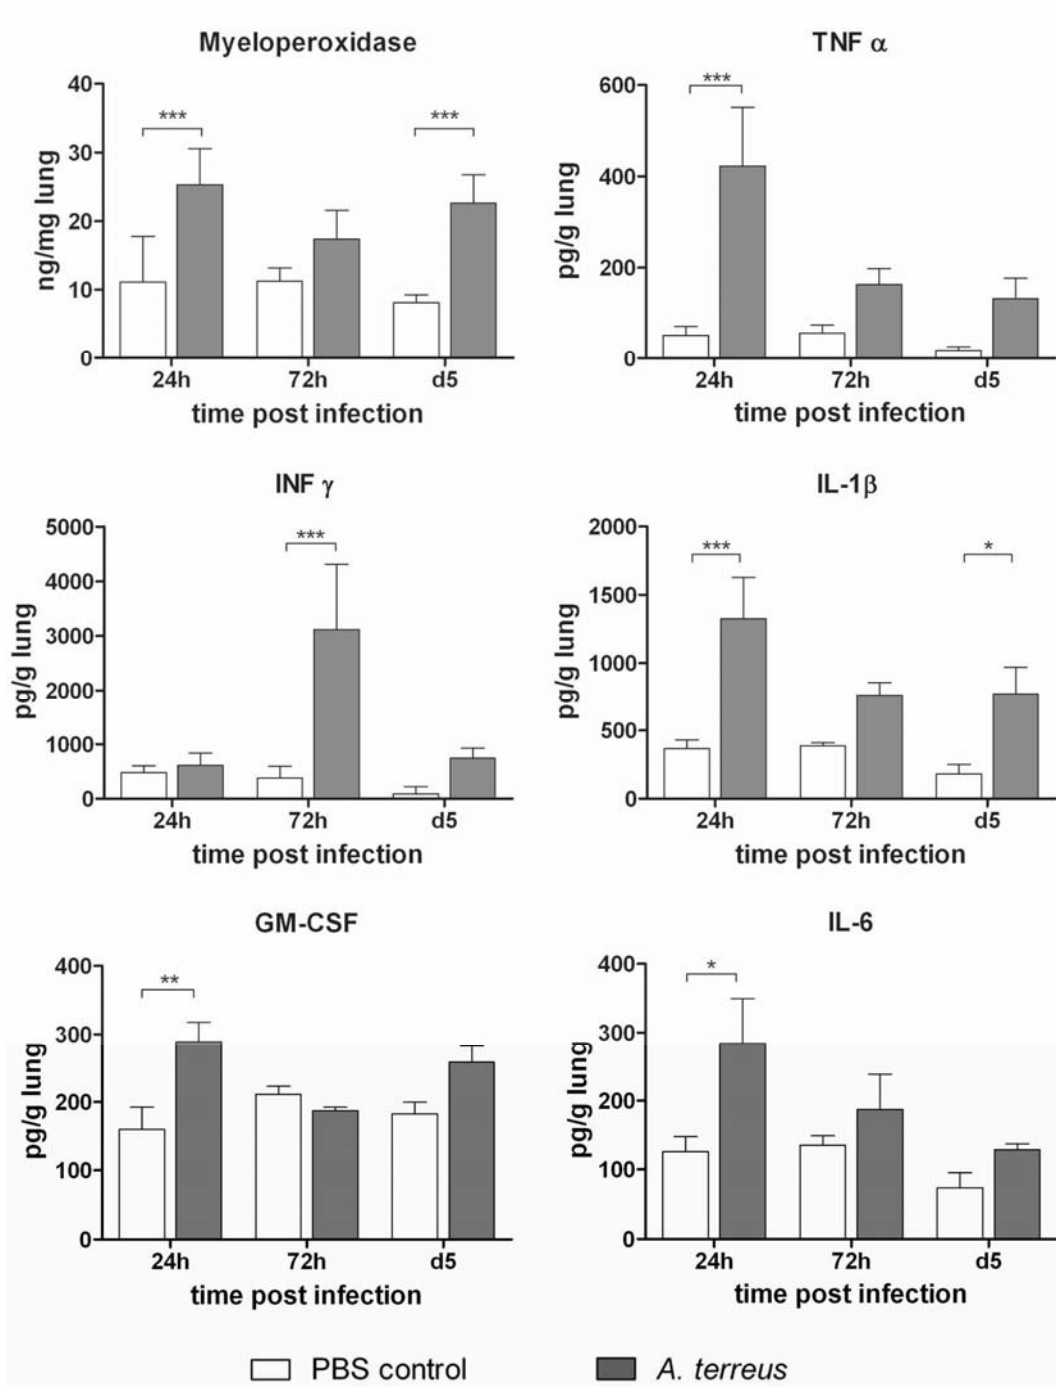 Myeloperoxidase
40
30
20
10
0
ng/mg lung
***
***
24h 72h d5
time post infection
TNF α
600
400
200
0
pg/g lung
***
24h 72h d5
time post infection
INF γ
5000
4000
3000
2000
1000
0
pg/g lung
***
24h 72h d5
time post infection
IL-1β
2000
1500
1000
500
0
pg/g lung
***
*
24h 72h d5
time post infection
GM-CSF
400
300
200
100
0
pg/g lung
**
24h 72h d5
time post infection
IL-6
400
300
200
100
0
pg/g lung
*
24h 72h d5
time post infection
PBS control A. terreus